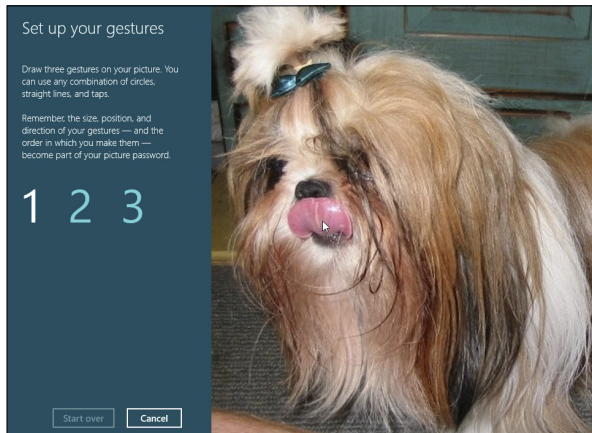 Set up your gestures
Draw three gestures on your picture. You
can use any combination of circles,
straight lines, and taps.
Remember, the size, position, and
direction of your gestures — and the
order in which you make them —
become part of your picture password.
1 2 3
Start over Cancel